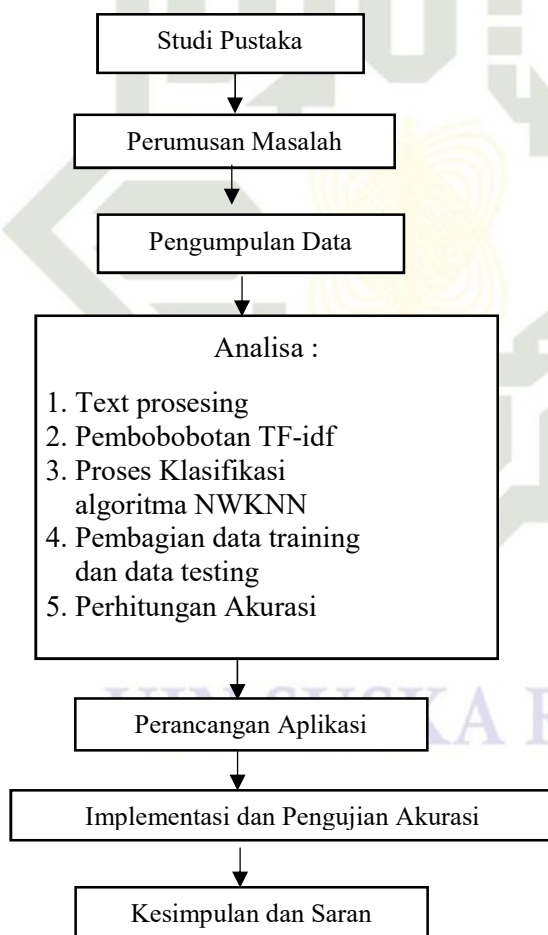 Studi Pustaka
Perumusan Masalah
Pengumpulan Data
Analisa :
1. Text prosesing
2. Pembobobotan TF-idf
3. Proses Klasifikasi
algoritma NWKNN
4. Pembagian data training
dan data testing
5. Perhitungan Akurasi
Perancangan Aplikasi
Implementasi dan Pengujian Akurasi
Kesimpulan dan Saran